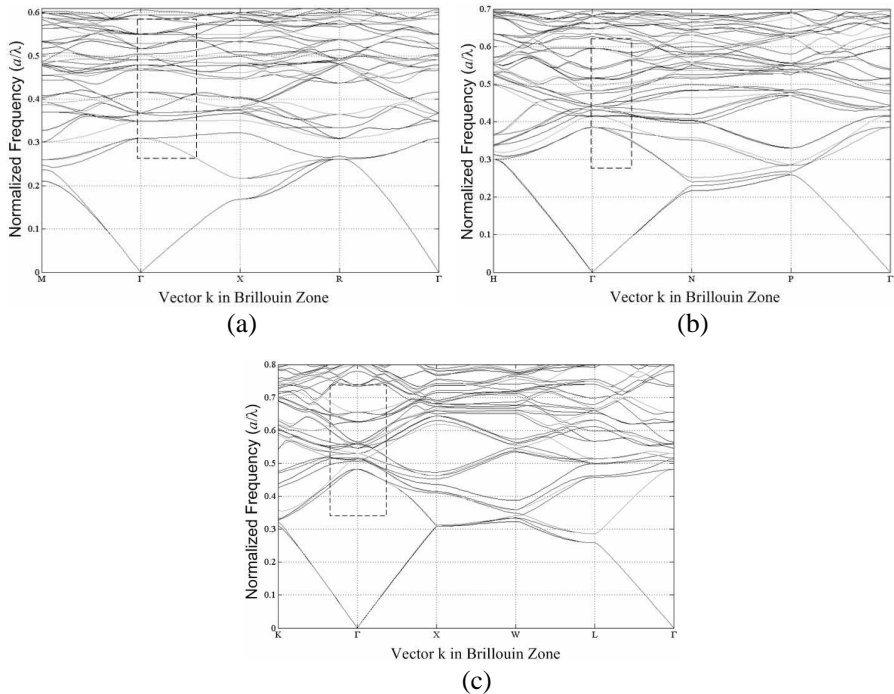 0.6
0.5
0.4
0.3
0.2
0.1
0
Normalized Frequency (a/λ)
M Γ X R Γ
Vector k in Brillouin Zone
(a)
0.7
0.6
0.5
0.4
0.3
0.2
0.1
0
Normalized Frequency (a/λ)
H Γ N P Γ
Vector k in Brillouin Zone
(b)
0.8
0.7
0.6
0.5
0.4
0.3
0.2
0.1
0
Normalized Frequency (a/λ)
K Γ X W L Γ
Vector k in Brillouin Zone
(c)